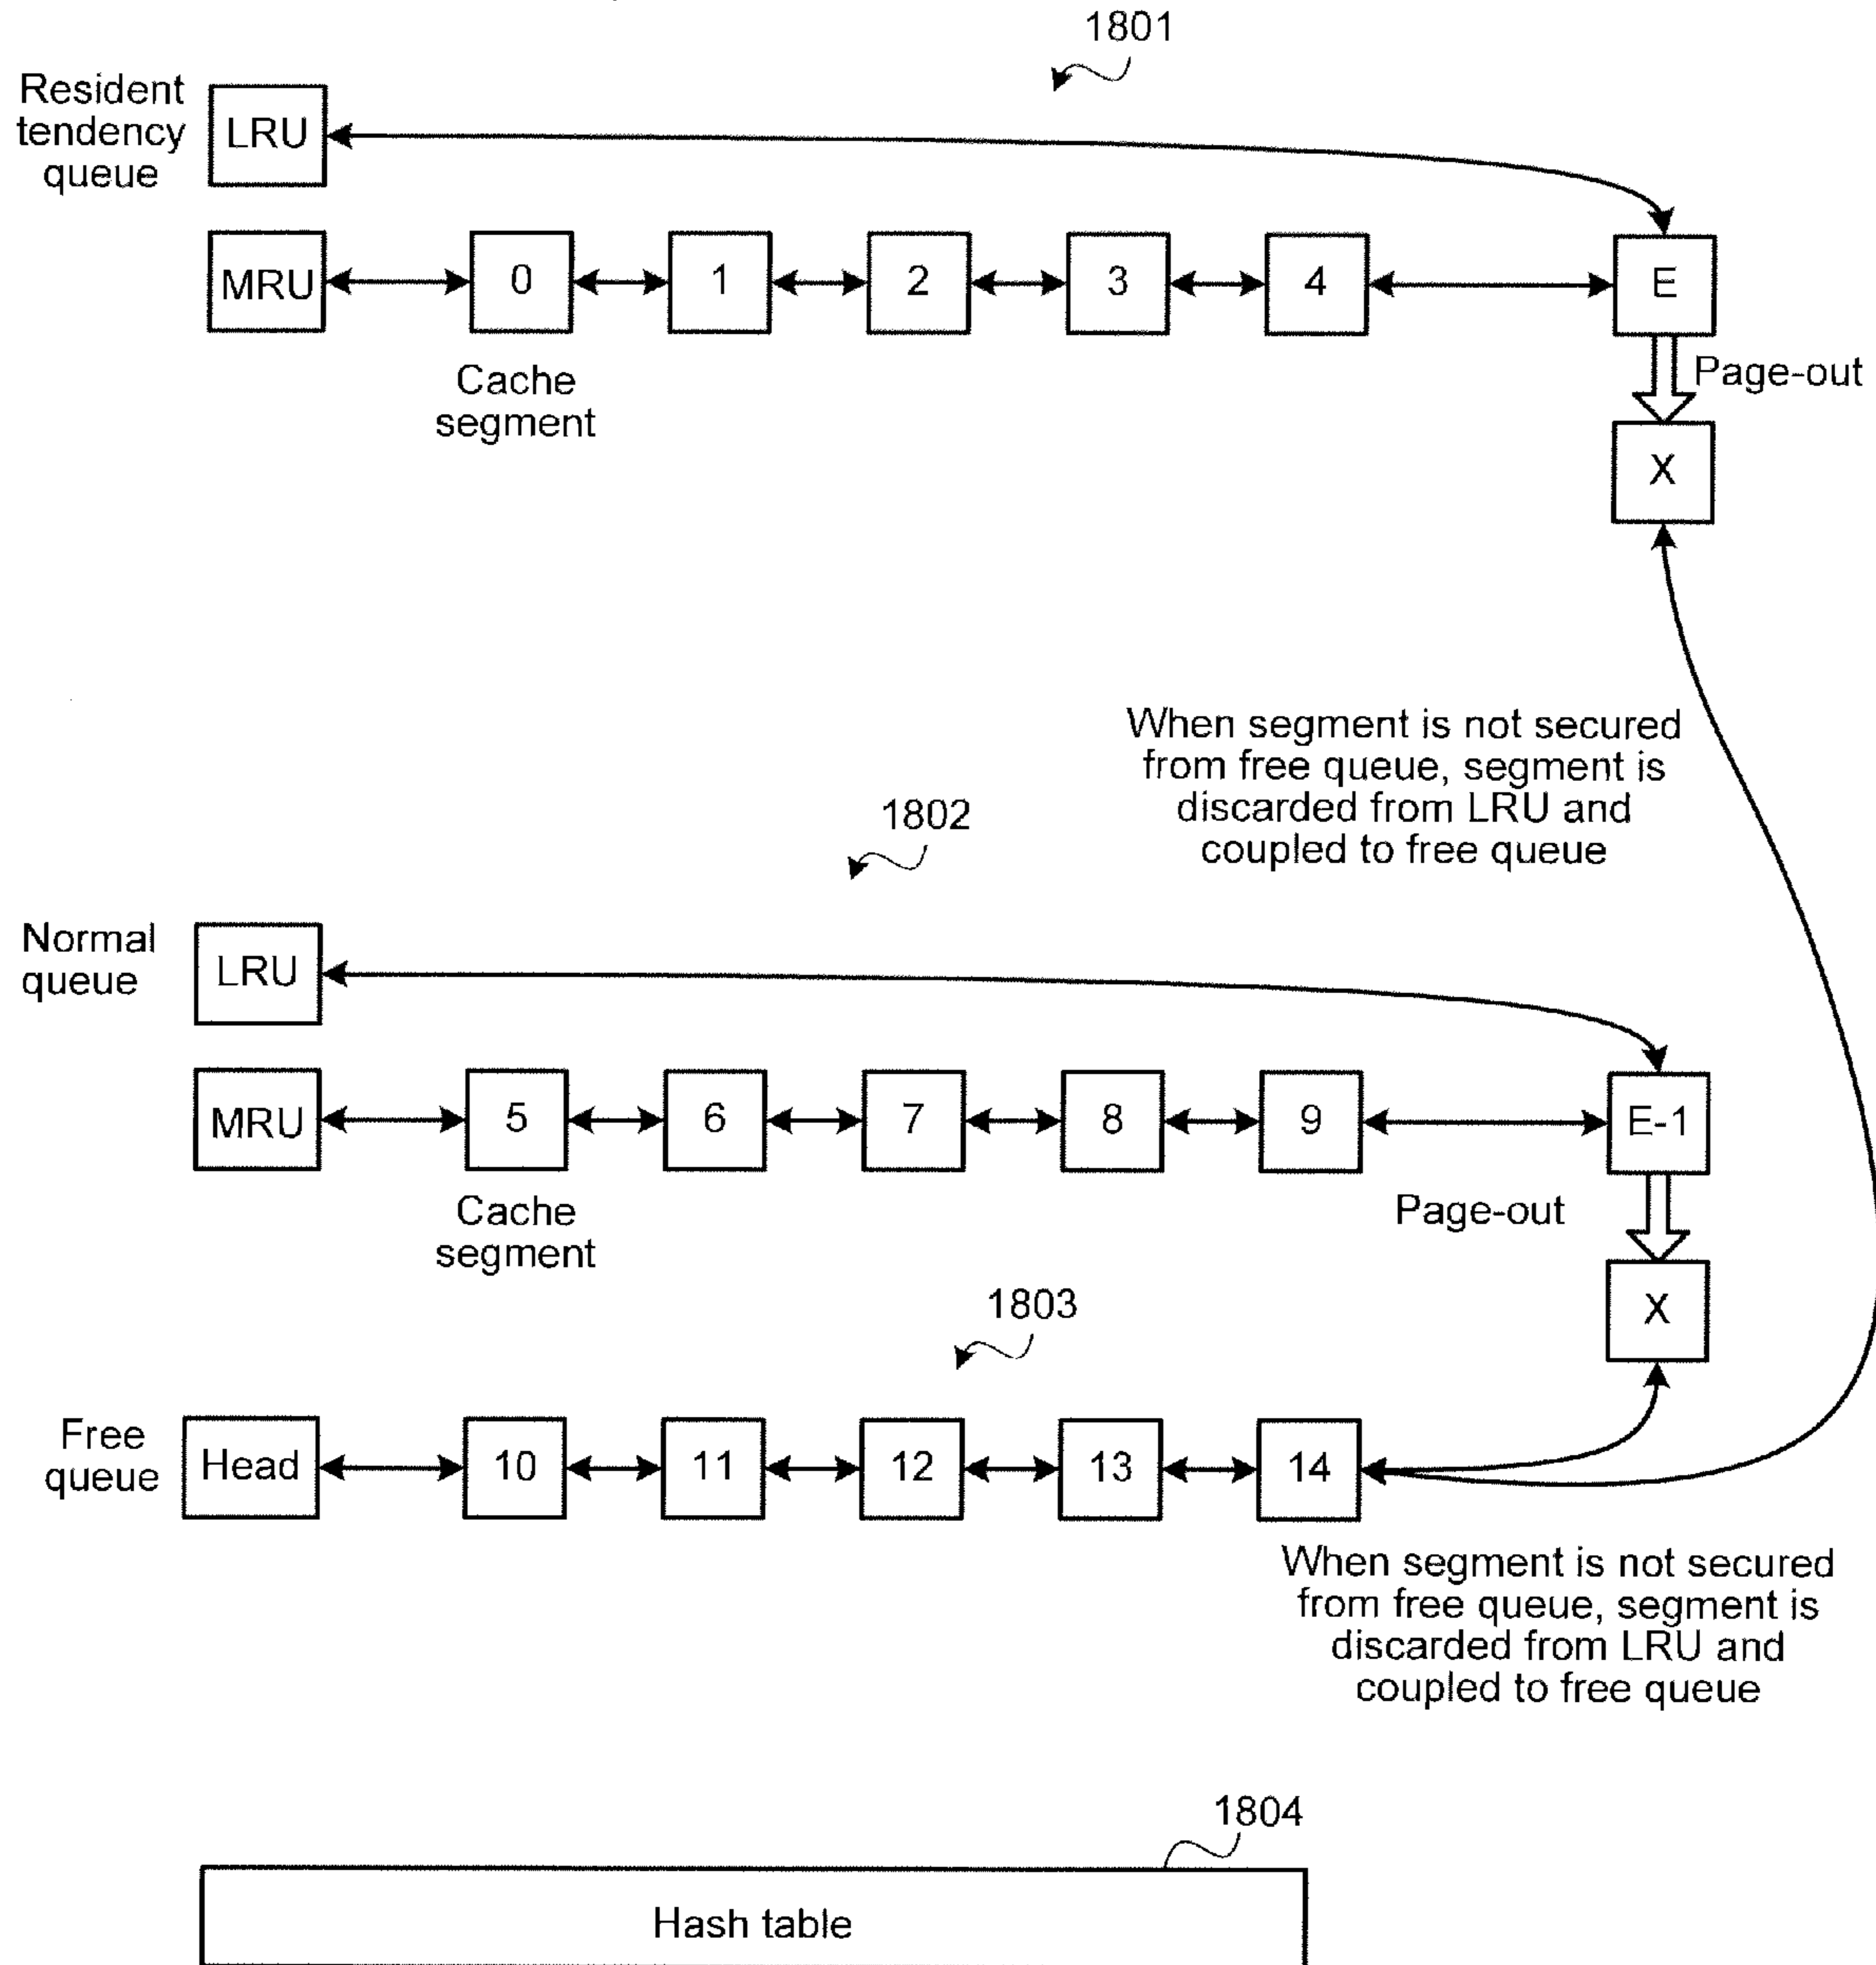 1801
Resident
tendency
queue
LRU
MRU
0
1
2
3
4
E
Cache
segment
Page-out
X
When segment is not secured
from free queue, segment is
discarded from LRU and
coupled to free queue
1802
Normal
queue
LRU
MRU
5
6
7
8
9
E-1
Cache
segment
Page-out
X
1803
Free
queue
Head
10
11
12
13
14
When segment is not secured
from free queue, segment is
discarded from LRU and
coupled to free queue
1804
Hash table